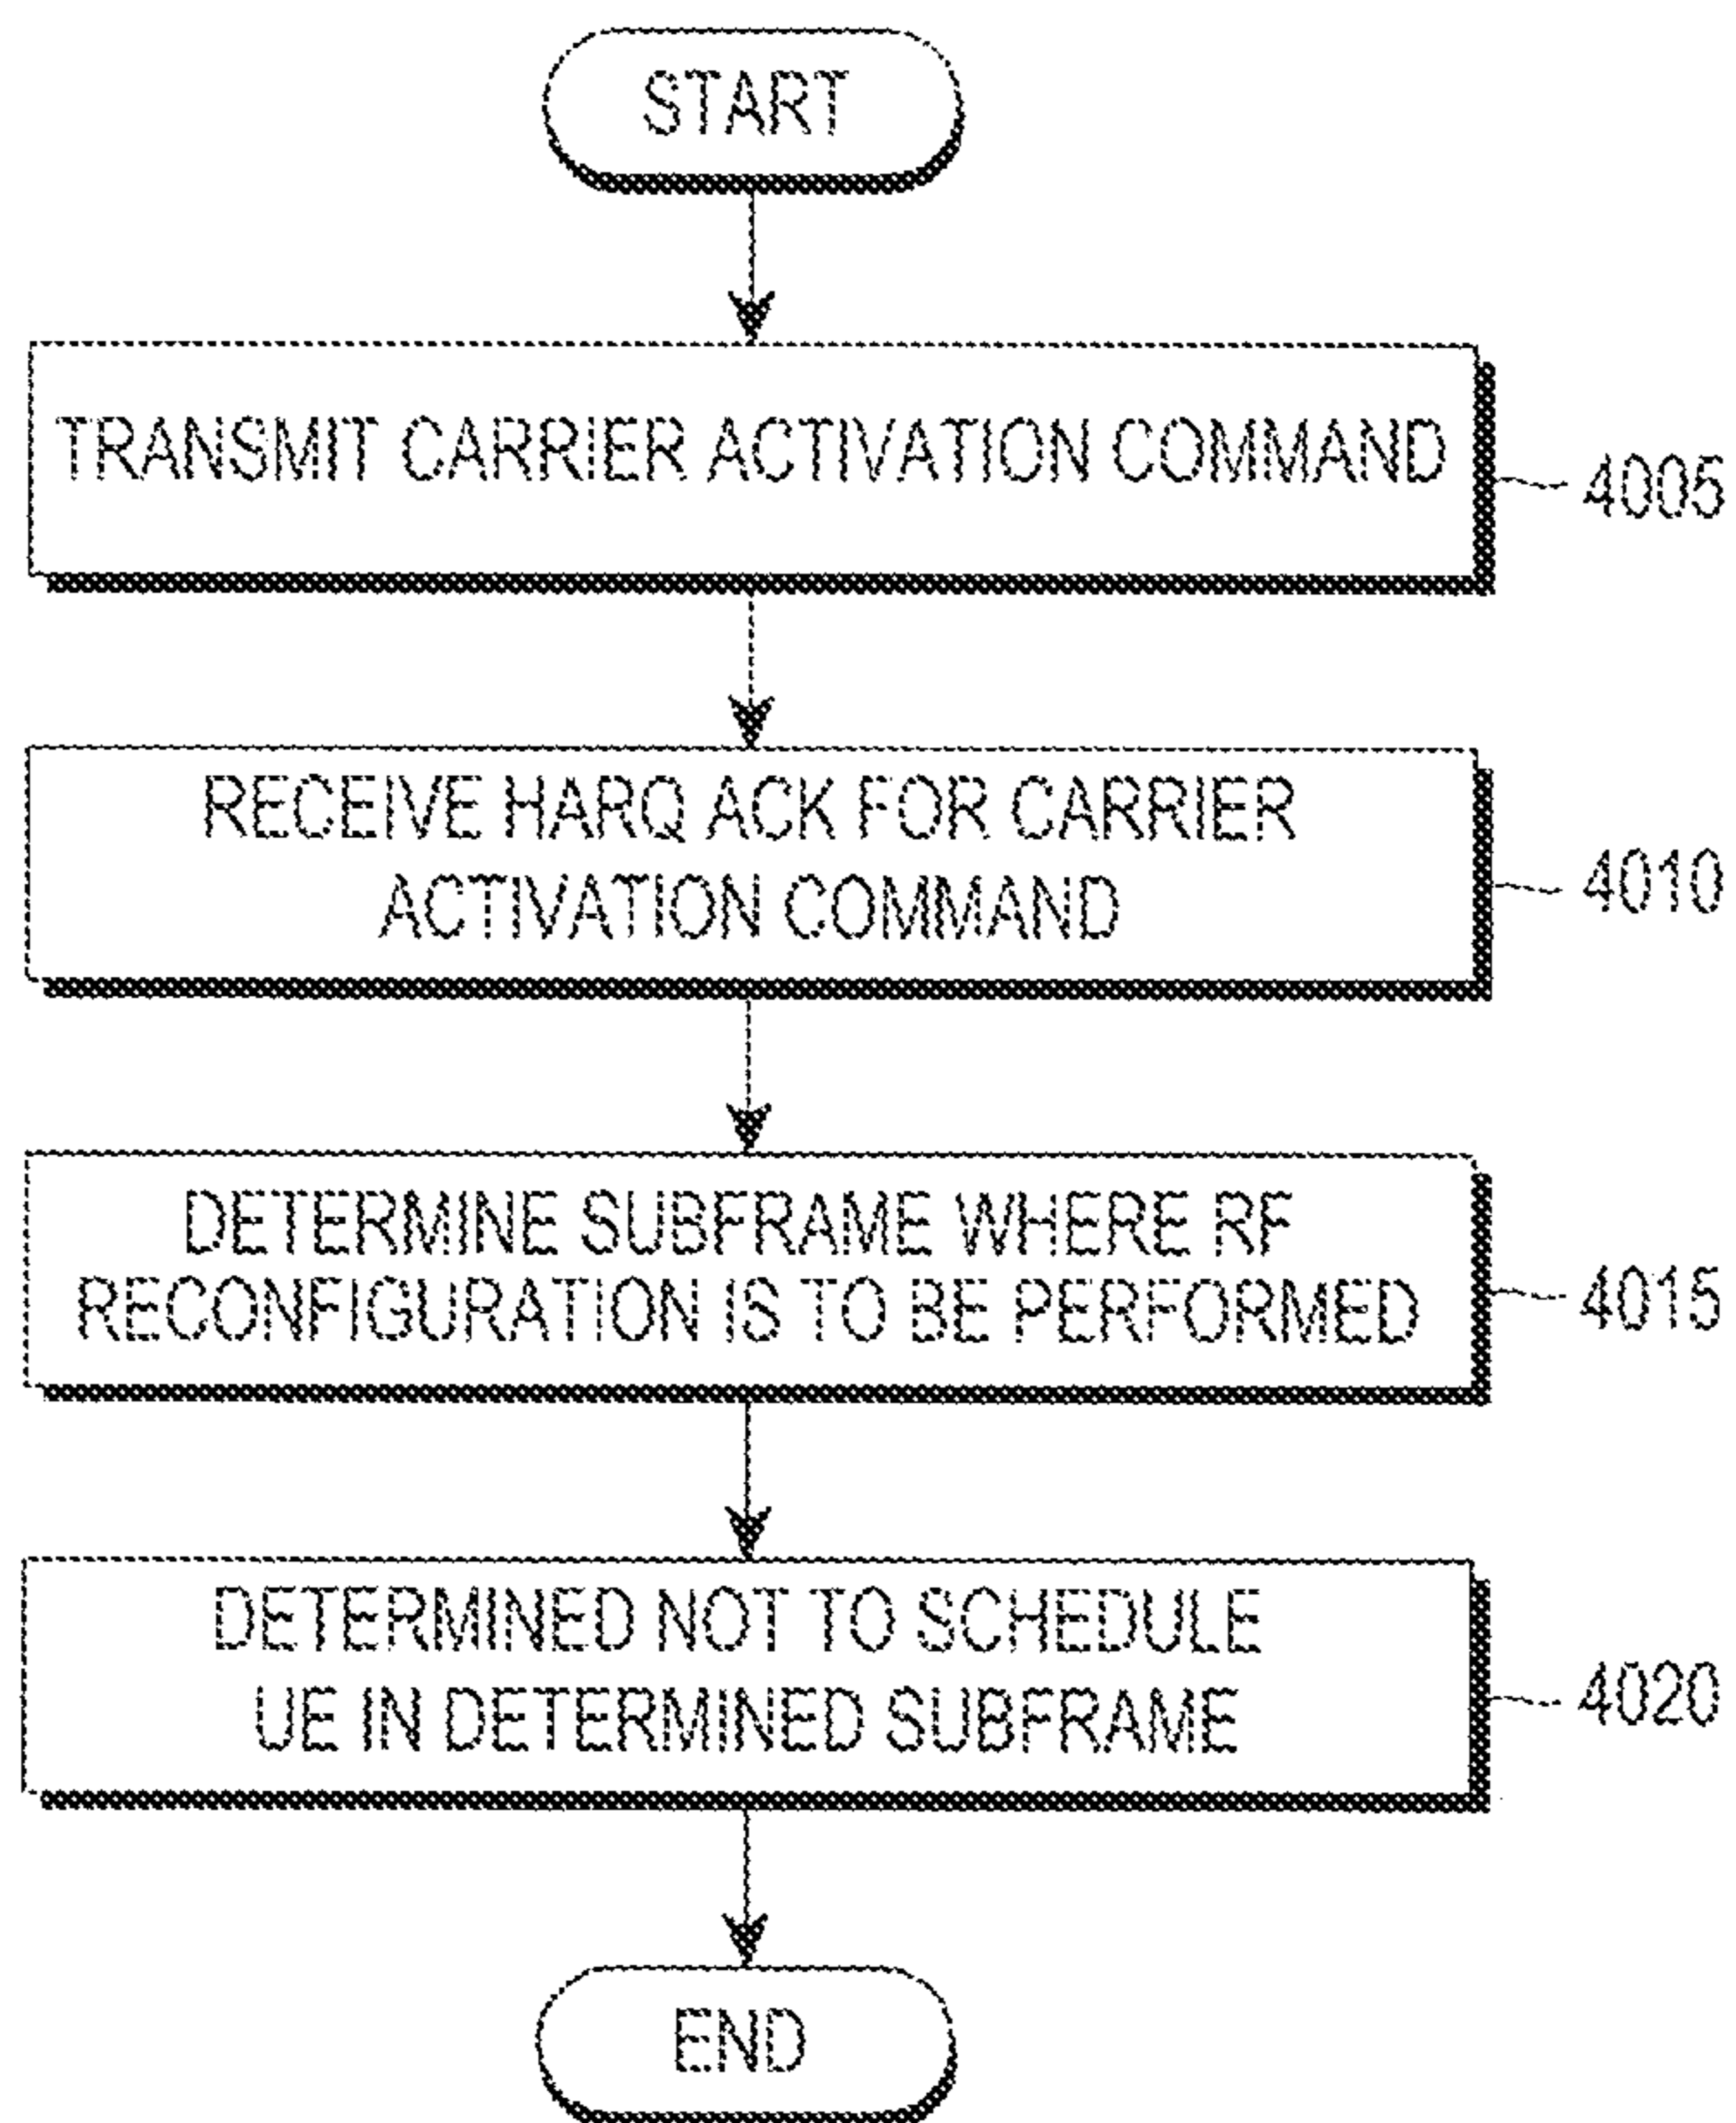 START
TRANSMIT CARRIER ACTIVATION COMMAND
4005
RECEIVE HARQ ACK FOR CARRIER
ACTIVATION COMMAND
4010
DETERMINE SUBFRAME WHERE RF
RECONFIGURATION IS TO BE PERFORMED
4015
DETERMINED NOT TO SCHEDULE
UE IN DETERMINED SUBFRAME
4020
END